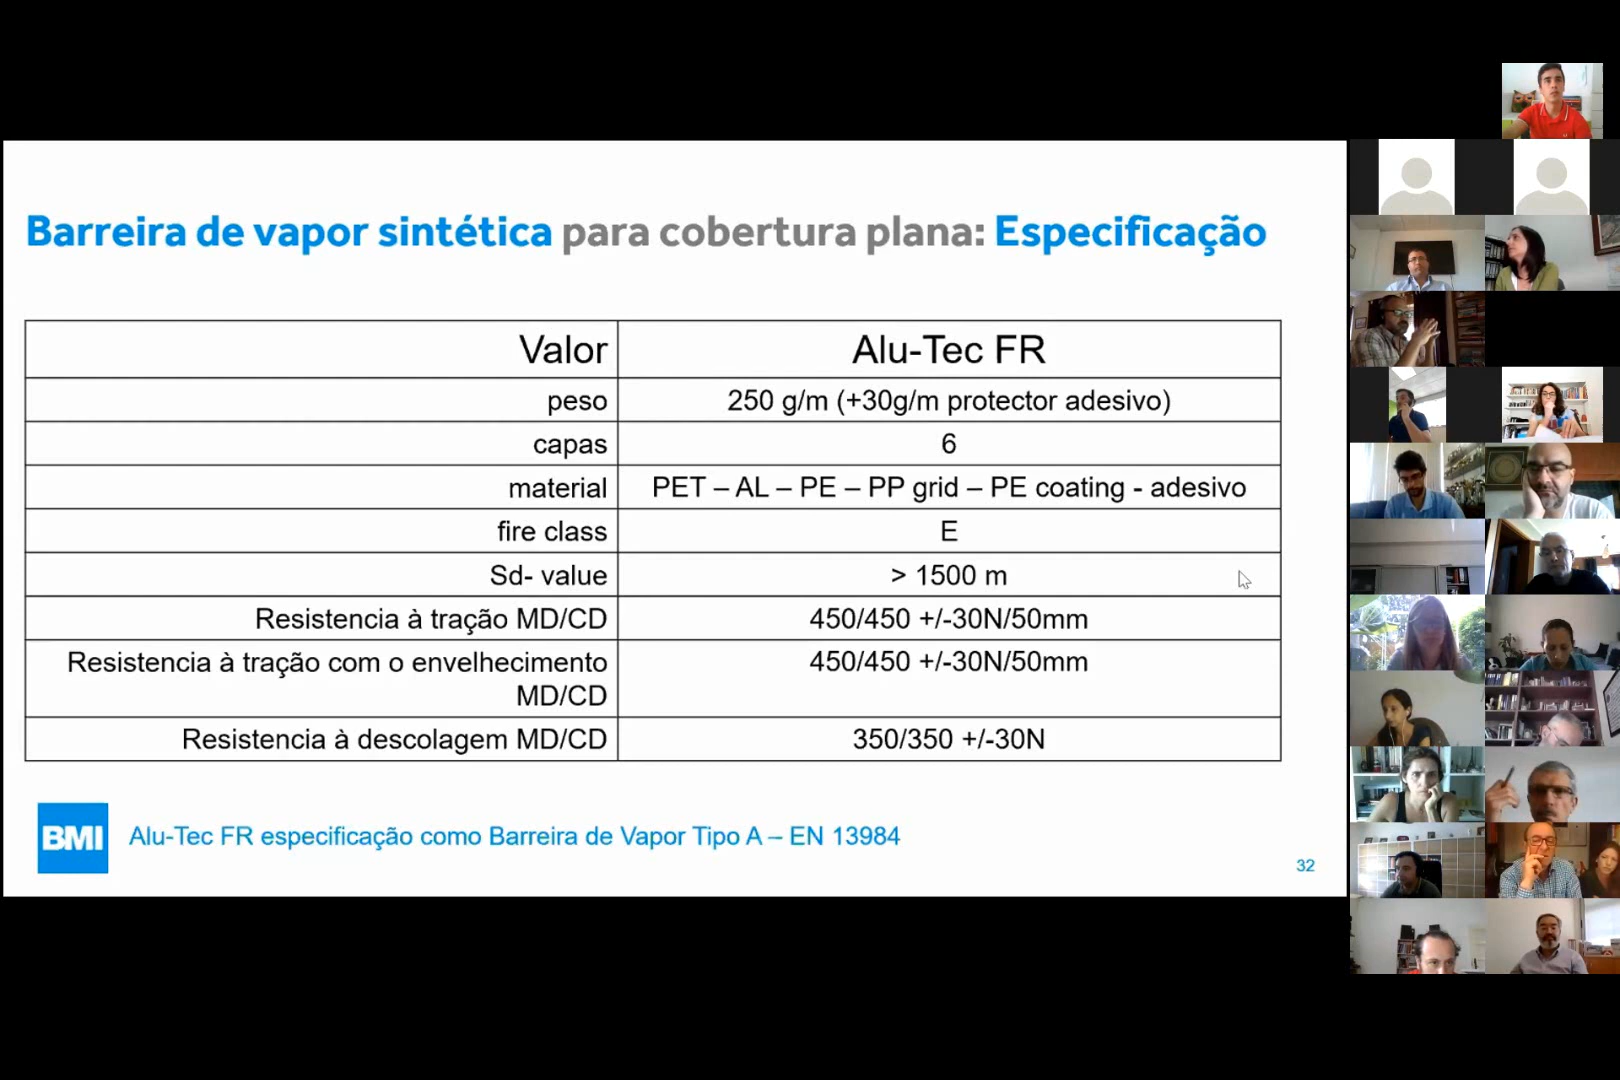 Barreira de vapor sintética para cobertura plana: Especificação
Valor Alu-Tec FR
peso 250 g/m (+30g/m protector adesivo)
capas 6
material PET – AL – PE – PP grid – PE coating - adesivo
fire class E
Sd- value > 1500 m
Resistencia à tração MD/CD 450/450 +/-30N/50mm
Resistencia à tração com o envelhecimento 450/450 +/-30N/50mm
MD/CD
Resistencia à descolagem MD/CD 350/350 +/-30N
BMI Alu-Tec FR especificação como Barreira de Vapor Tipo A – EN 13984
32